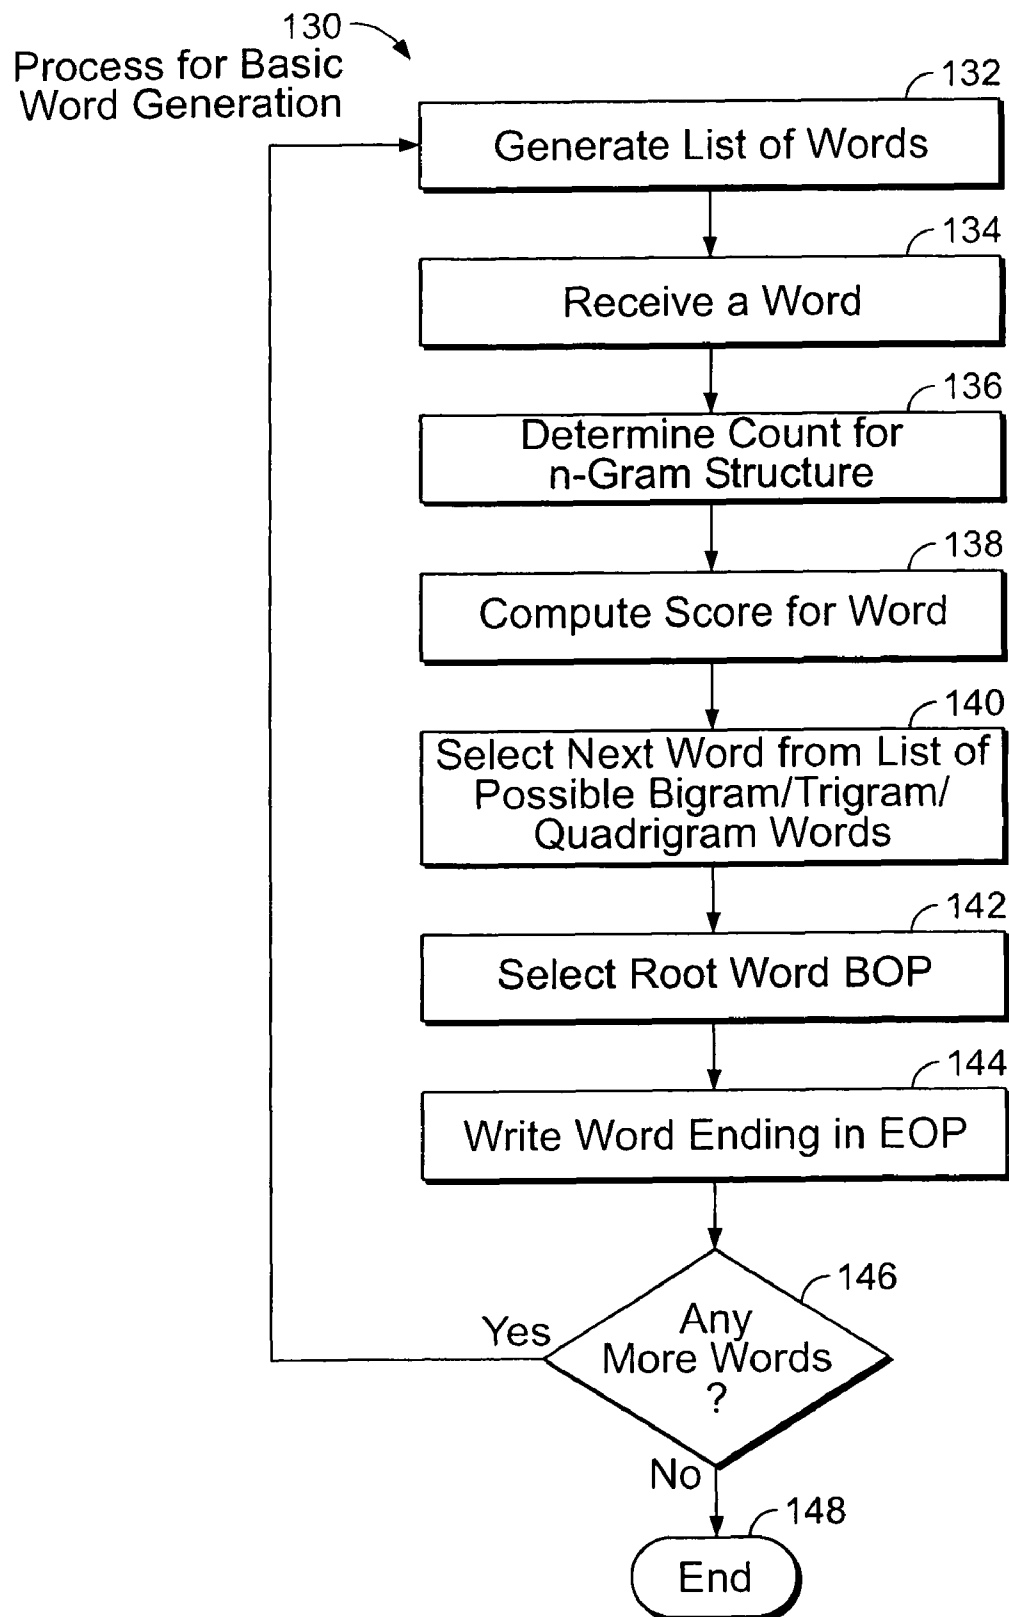 130
Process for Basic
Word Generation
132
Generate List of Words
134
Receive a Word
136
Determine Count for
n-Gram Structure
138
Compute Score for Word
140
Select Next Word from List of
Possible Bigram/Trigram/
Quadrigram Words
142
Select Root Word BOP
144
Write Word Ending in EOP
146
Yes
Any
More Words
?
No
148
End